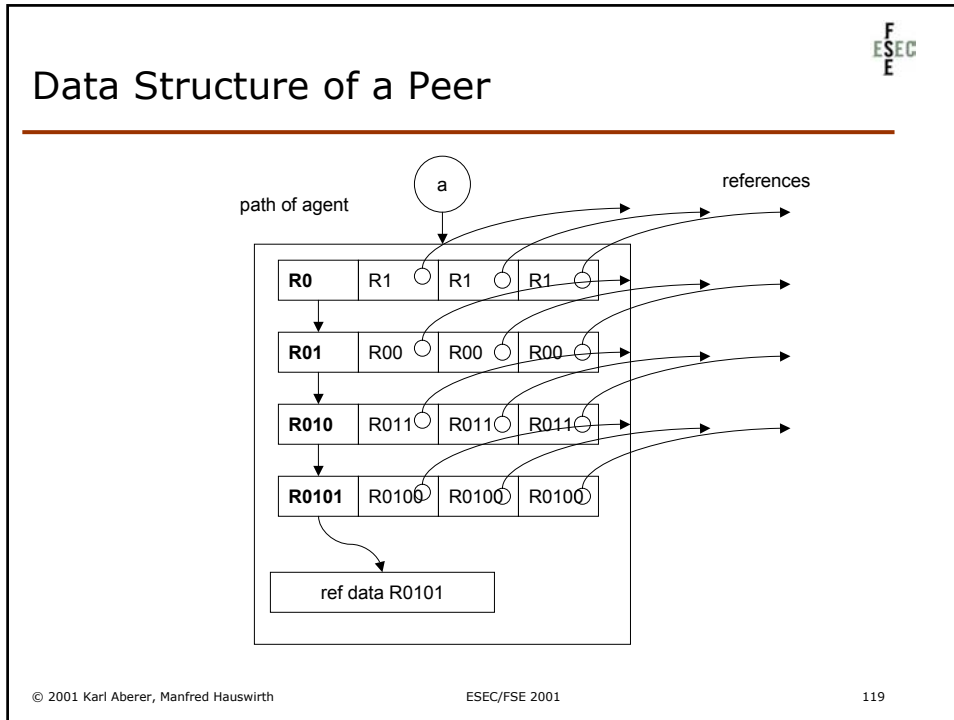 F
ESEC
E
Data Structure of a Peer
a
references
path of agent
R0 R1 R1 R1
R01 R00 R00 R00
R010 R011 R011 R011
R0101 R0100 R0100 R0100
ref data R0101
© 2001 Karl Aberer, Manfred Hauswirth ESEC/FSE 2001 119